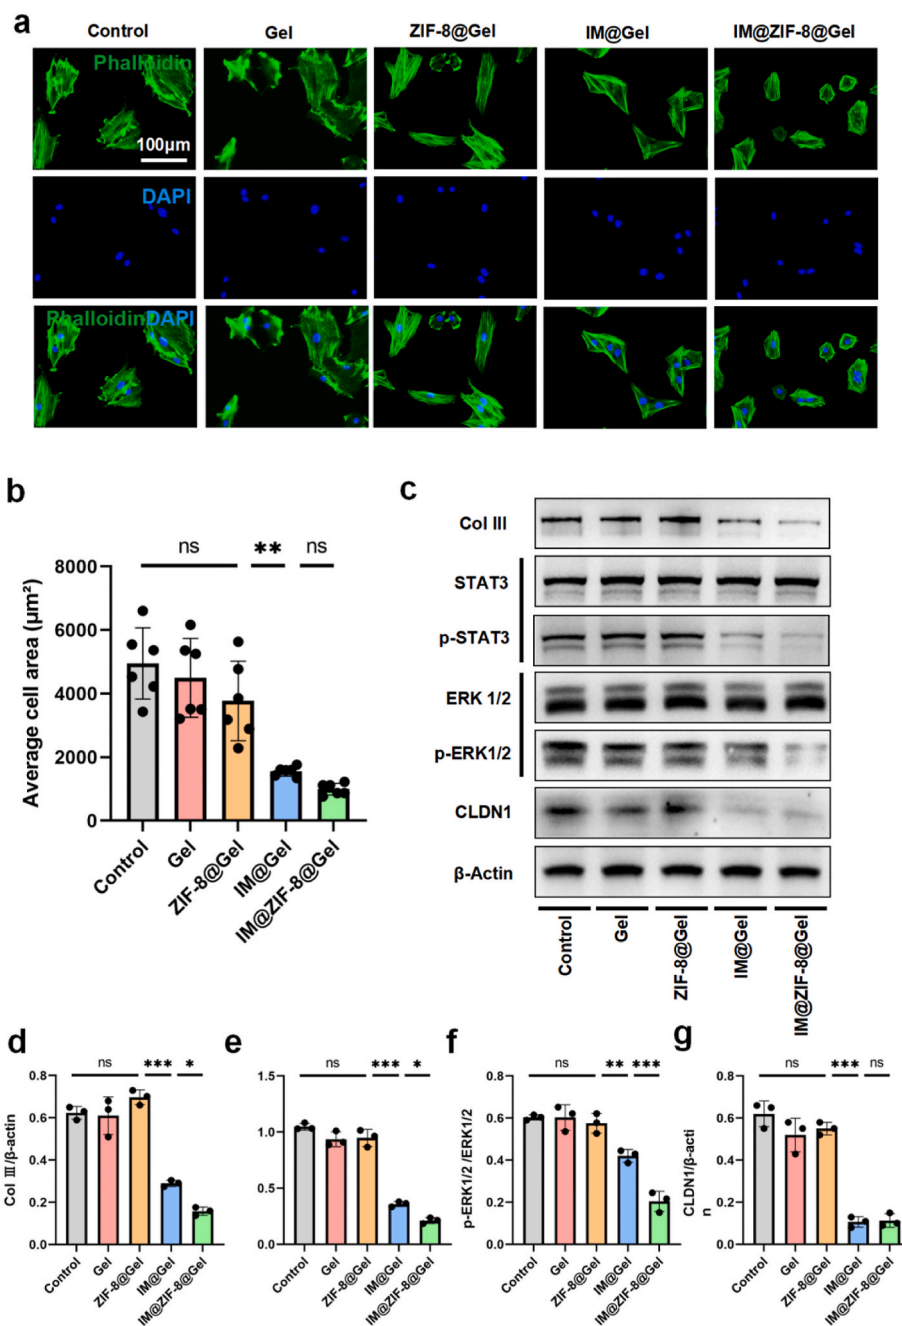 a
Control
Gel
ZIF-8@Gel
IM@Gel
IM@ZIF-8@Gel
Phalloidin
100μm
DAPI
PhalloidinDAPI
b
ns
**
ns
Average cell area (μm²)
8000
6000
4000
2000
0
Control
Gel
ZIF-8@Gel
IM@Gel
IM@ZIF-8@Gel
c
Col III
STAT3
p-STAT3
ERK 1/2
p-ERK1/2
CLDN1
β-Actin
Control
Gel
ZIF-8@Gel
IM@Gel
IM@ZIF-8@Gel
d
ns
***
*
Col Ⅲ/β-actin
0.8
0.6
0.4
0.2
0.0
Control
Gel
ZIF-8@Gel
IM@Gel
IM@ZIF-8@Gel
e
ns
***
*
1.5
1.0
0.5
0.0
Control
Gel
ZIF-8@Gel
IM@Gel
IM@ZIF-8@Gel
f
ns
**
***
p-ERK1/2 /ERK1/2
0.8
0.6
0.4
0.2
0.0
Control
Gel
ZIF-8@Gel
IM@Gel
IM@ZIF-8@Gel
g
ns
***
ns
CLDN1/β-acti
n
0.8
0.6
0.4
0.2
0.0
Control
Gel
ZIF-8@Gel
IM@Gel
IM@ZIF-8@Gel